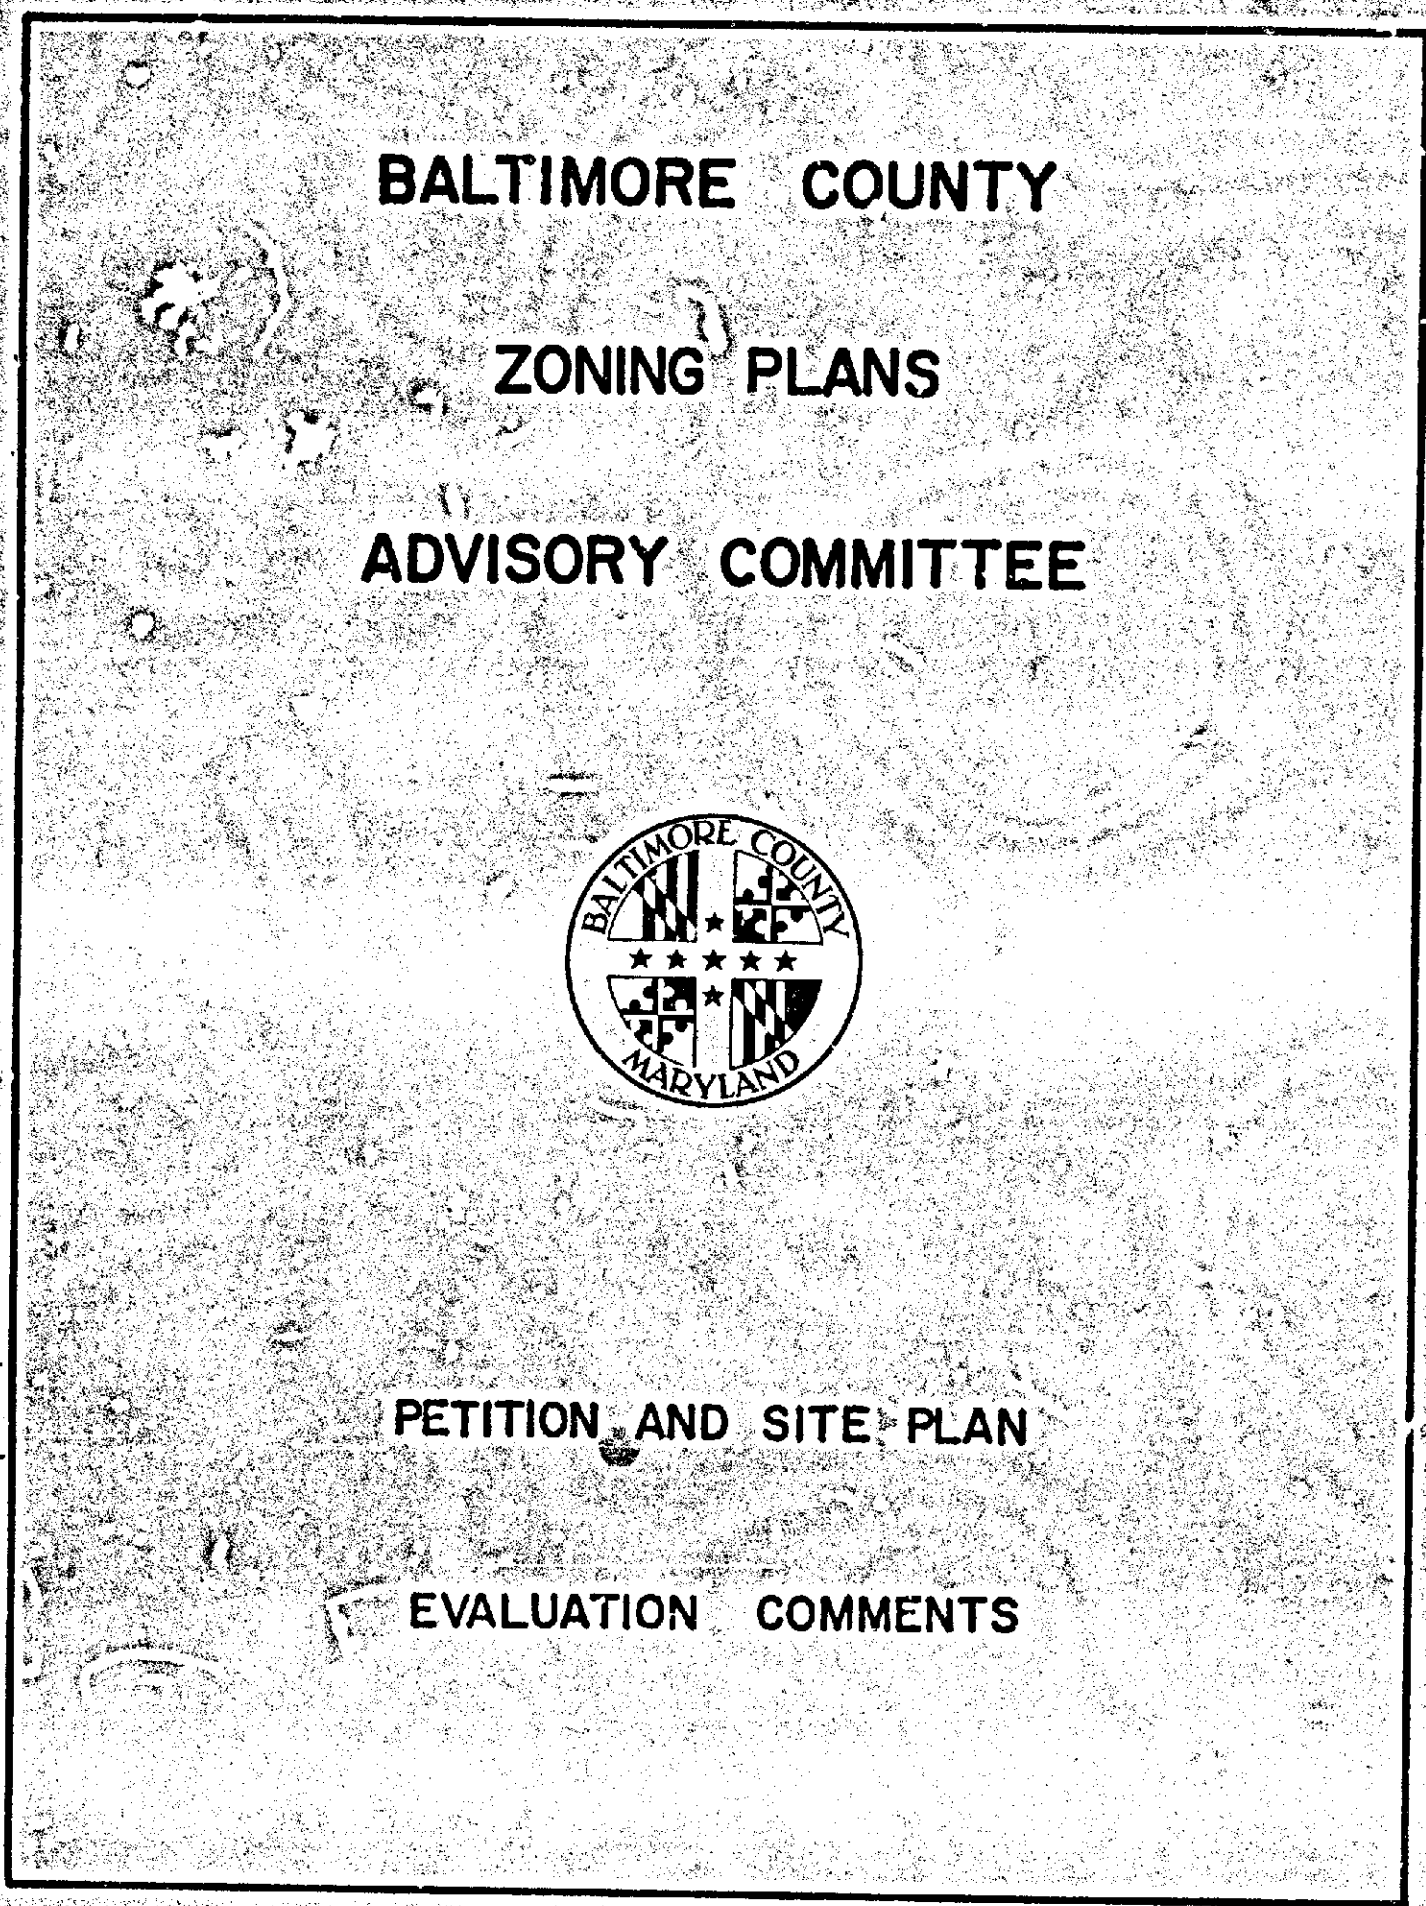 BALTIMORE COUNTY
ZONING PLANS
ADVISORY COMMITTEE
BALTIMORE COUNTY
MARYLAND
PETITION AND SITE PLAN
EVALUATION COMMENTS